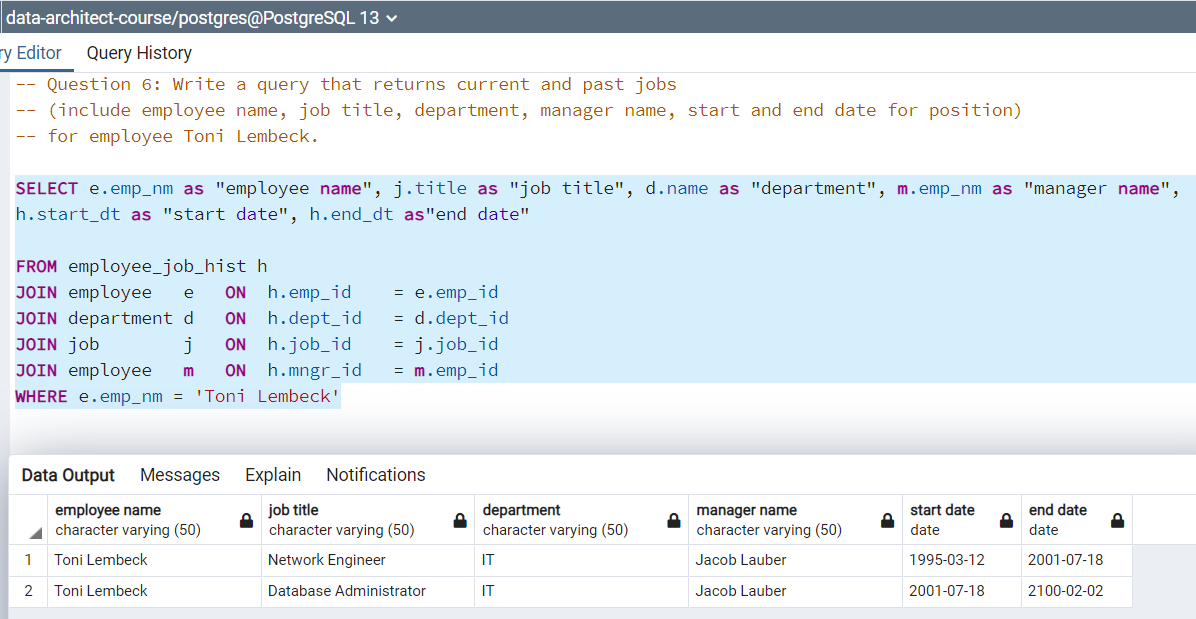 data-architect-course/postgres@PostgreSQL 13
ry Editor Query History
-- Question 6: Write a query that returns current and past jobs
-- (include employee name, job title, department, manager name, start and end date for position)
-- for employee Toni Lembeck.
SELECT e.emp_nm as "employee name", j.title as "job title", d.name as "department", m.emp_nm as "manager name",
h.start_dt as "start date", h.end_dt as"end date"
FROM employee_job_hist h
JOIN employee e ON h.emp_id = e.emp_id
JOIN department d ON h.dept_id = d.dept_id
JOIN job j ON h.job_id = j.job_id
JOIN employee m ON h.mngr_id = m.emp_id
WHERE e.emp_nm = 'Toni Lembeck'
Data Output Messages Explain Notifications
employee name job title department manager name start date end date
character varying (50) character varying (50) character varying (50) character varying (50) date date
1 Toni Lembeck Network Engineer IT Jacob Lauber 1995-03-12 2001-07-18
2 Toni Lembeck Database Administrator IT Jacob Lauber 2001-07-18 2100-02-02